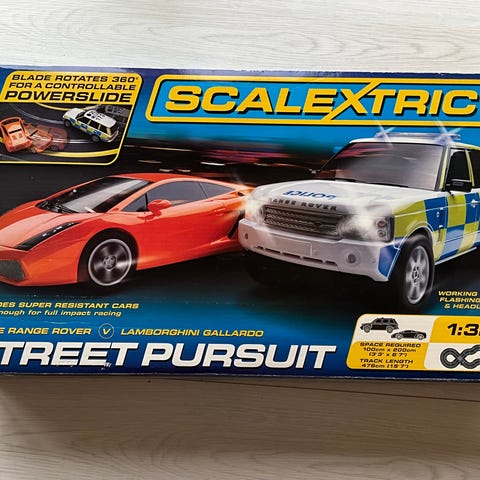 BLADE ROTATES 360°
FOR A CONTROLLABLE
POWERSLIDE
SCALEXTRIC
POLICE
RANGE ROVER
DES SUPER RESISTANT CARS
nough for full impact racing
WORKING
FLASHING
& HEADL
E RANGE ROVER V LAMBORGHINI GALLARDO
TREET PURSUIT
1:3
SPACE REQUIRED
100cm x 200cm
(3'3" x 6'7")
TRACK LENGTH
476cm (15'7")